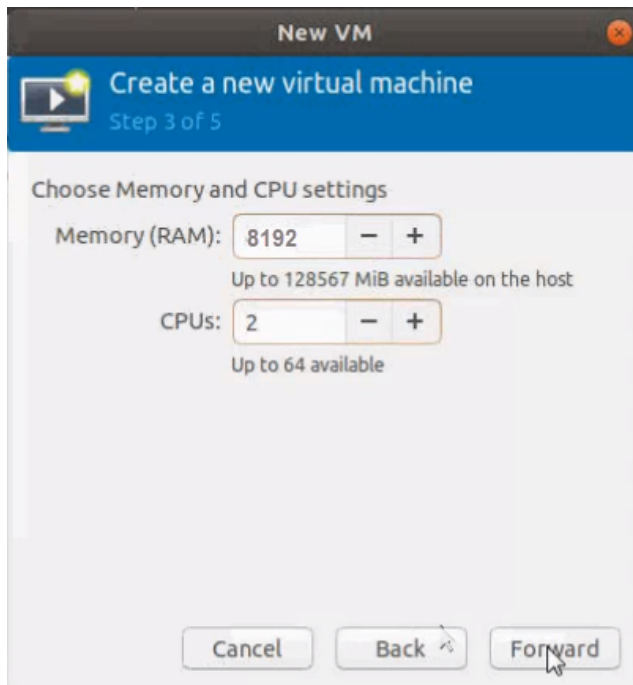 New VM
Create a new virtual machine
Step 3 of 5
Choose Memory and CPU settings
Memory (RAM): 8192 − +
Up to 128567 MiB available on the host
CPUs: 2 − +
Up to 64 available
Cancel Back Forward